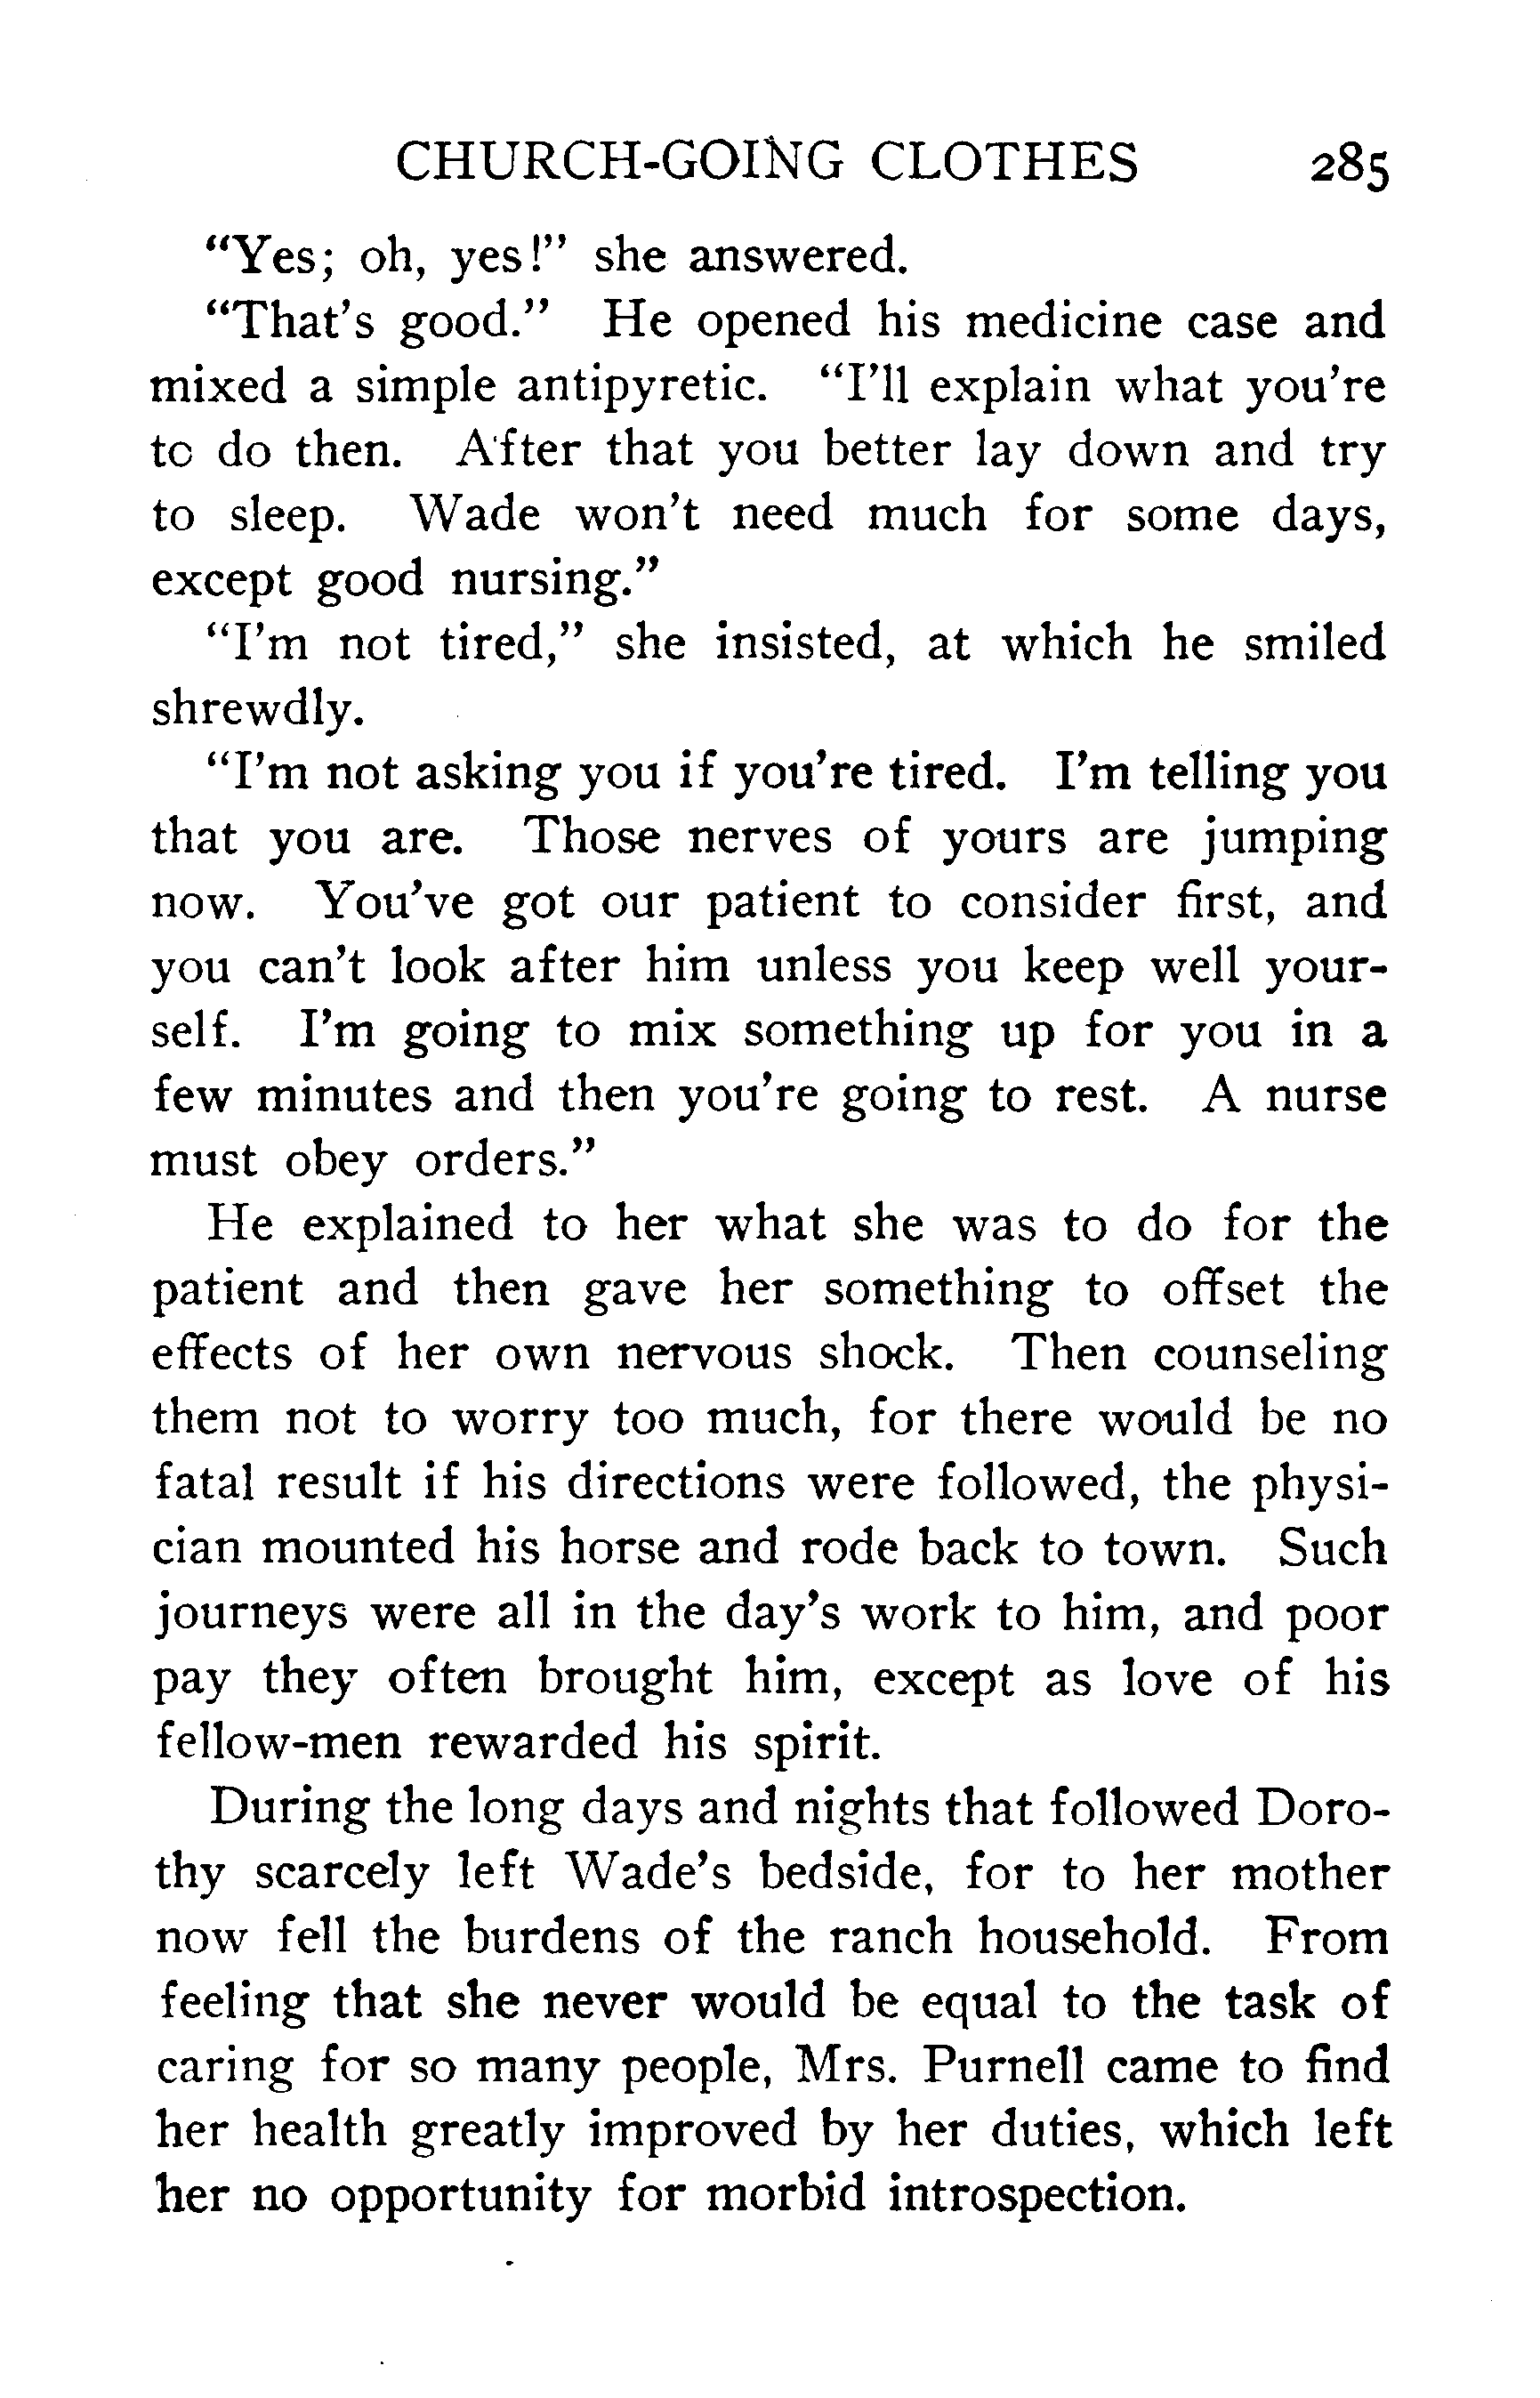 CHURCH-GOING CLOTHES 285
"Yes; oh, yes!" she answered.
"That's good." He opened his medicine case and
mixed a simple antipyretic. "I'll explain what you're
to do then. After that you better lay down and try
to sleep. Wade won't need much for some days,
except good nursing."
"I'm not tired," she insisted, at which he smiled
shrewdly.
"I'm not asking you if you're tired. I'm telling you
that you are. Those nerves of yours are jumping
now. You've got our patient to consider first, and
you can't look after him unless you keep well your-
self. I'm going to mix something up for you in a
few minutes and then you're going to rest. A nurse
must obey orders."
He explained to her what she was to do for the
patient and then gave her something to offset the
effects of her own nervous shock. Then counseling
them not to worry too much, for there would be no
fatal result if his directions were followed, the physi-
cian mounted his horse and rode back to town. Such
journeys were all in the day's work to him, and poor
pay they often brought him, except as love of his
fellow-men rewarded his spirit.
During the long days and nights that followed Doro-
thy scarcely left Wade's bedside, for to her mother
now fell the burdens of the ranch household. From
feeling that she never would be equal to the task of
caring for so many people, Mrs. Purnell came to find
her health greatly improved by her duties, which left
her no opportunity for morbid introspection.